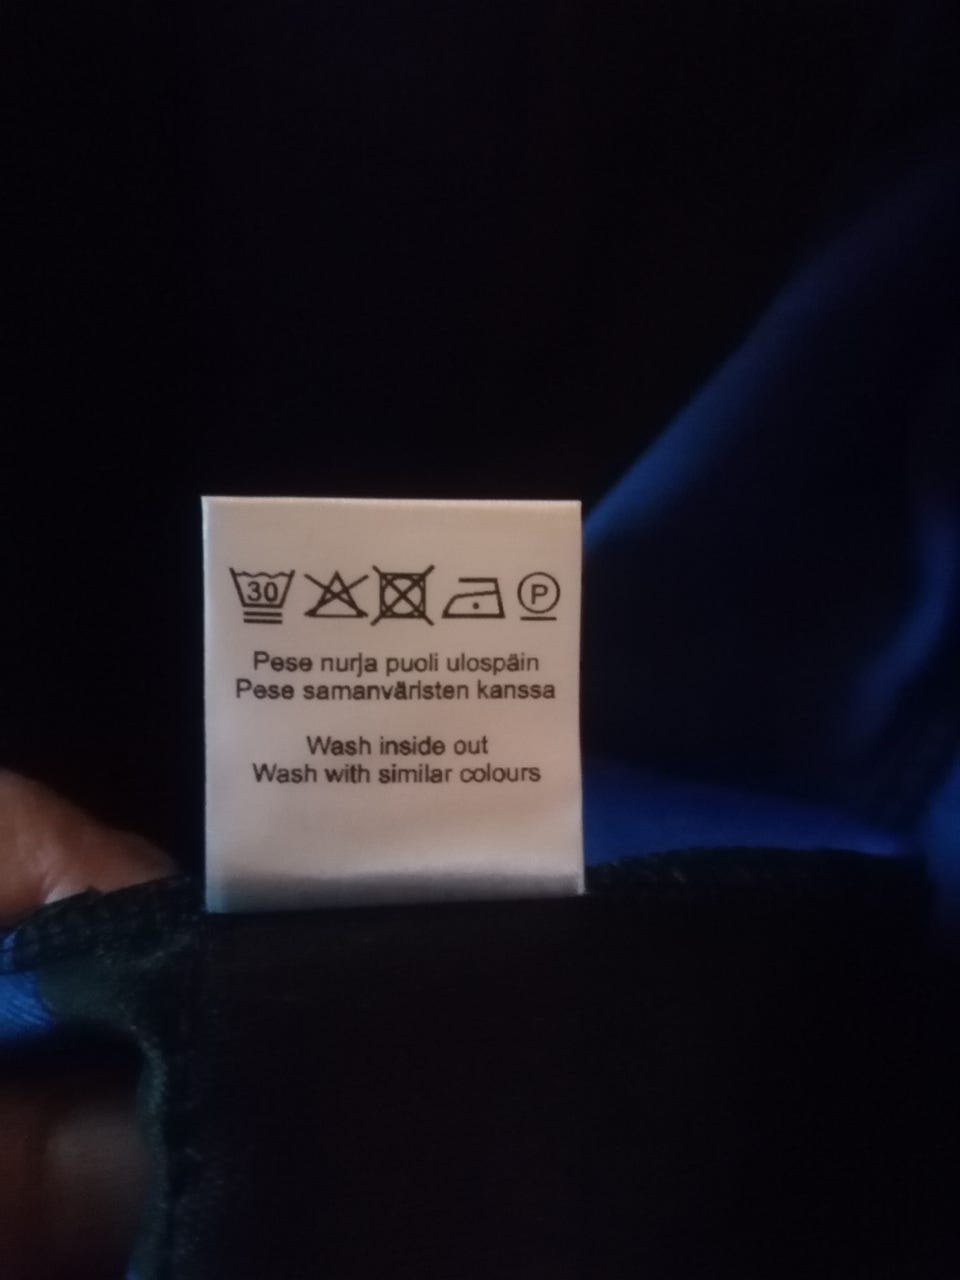 30 P
Pese nurja puoli ulospäin
Pese samanväristen kanssa
Wash inside out
Wash with similar colours